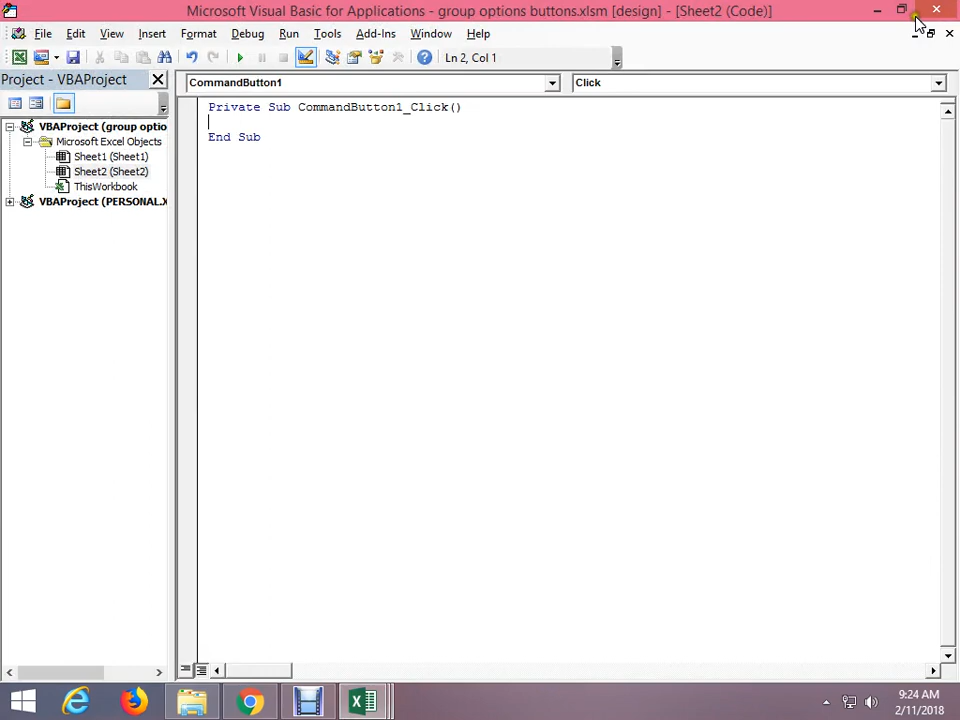 Microsoft Visual Basic for Applications - group options buttons.xlsm [design] - [Sheet2 (Code)]
File Edit View Insert Format Debug Run Tools Add-Ins Window Help
Ln 2, Col 1
Project - VBAProject
CommandButton1 Click
VBAProject (group optio
Microsoft Excel Objects
Sheet1 (Sheet1)
Sheet2 (Sheet2)
ThisWorkbook
VBAProject (PERSONAL.X
Private Sub CommandButton1_Click()
End Sub
9:24 AM
2/11/2018